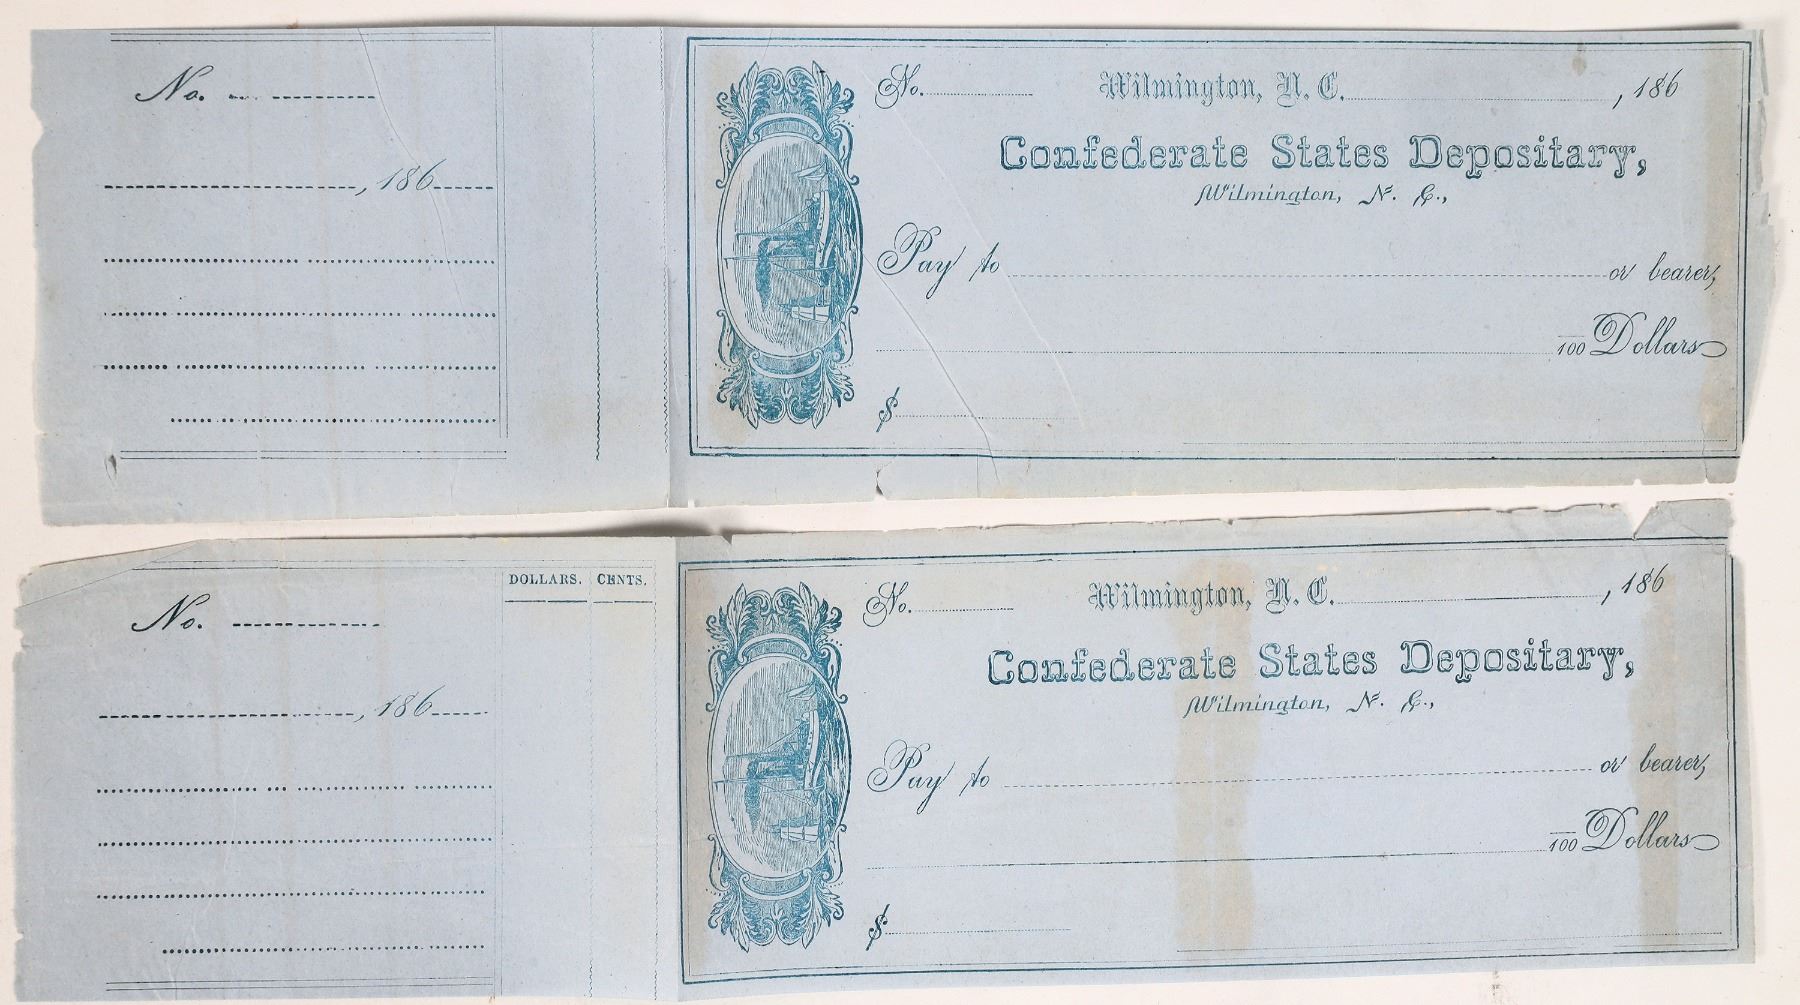 No.
, 186
No. Wilmington, N. C. , 186
Confederate States Depositary,
Wilmington, N. C.,
Pay to or bearer,
100 Dollars
$
DOLLARS. CENTS.
No.
, 186
No. Wilmington, N. C. , 186
Confederate States Depositary,
Wilmington, N. C.,
Pay to or bearer,
100 Dollars
$